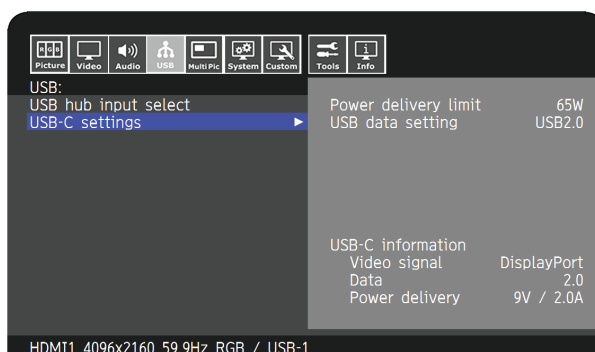 RGB
Picture Video Audio USB Multi Pic System Custom Tools Info
USB:
USB hub input select
USB-C settings
Power delivery limit 65W
USB data setting USB2.0
USB-C information
Video signal DisplayPort
Data 2.0
Power delivery 9V / 2.0A
HDMI1 4096x2160 59.9Hz RGB / USB-1